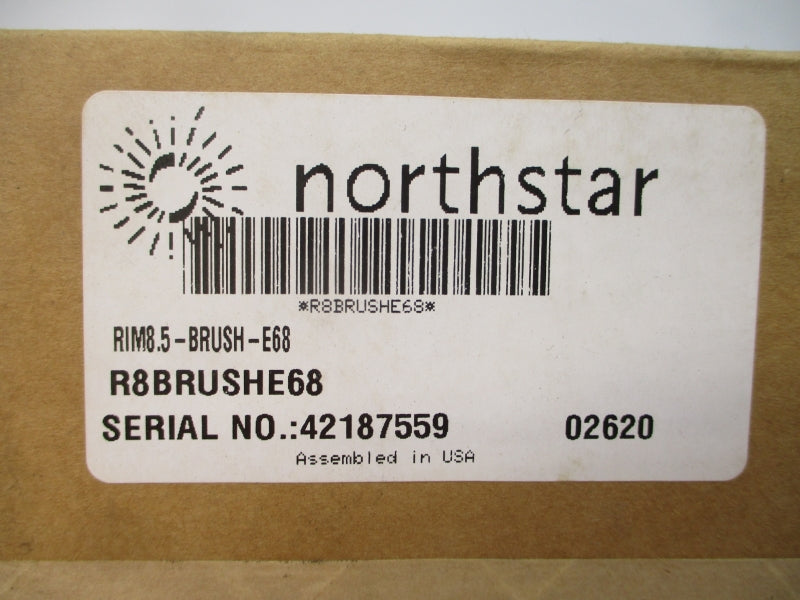 northstar
*R8BRUSHE68*
RIM8.5-BRUSH-E68
R8BRUSHE68
SERIAL NO.:42187559 02620
Assembled in USA